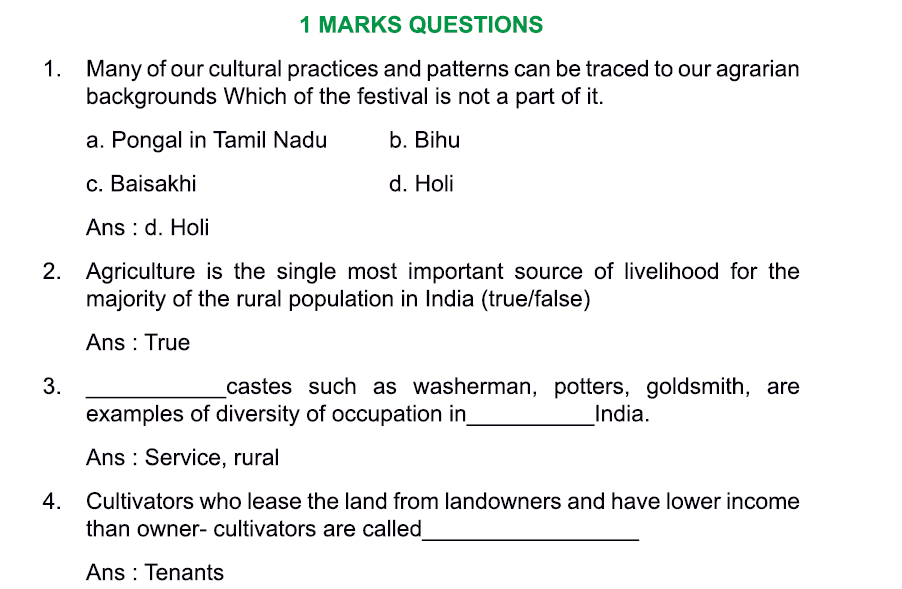 1 MARKS QUESTIONS
1. Many of our cultural practices and patterns can be traced to our agrarian
backgrounds Which of the festival is not a part of it.
a. Pongal in Tamil Nadu b. Bihu
c. Baisakhi d. Holi
Ans : d. Holi
2. Agriculture is the single most important source of livelihood for the
majority of the rural population in India (true/false)
Ans : True
3. ____________castes such as washerman, potters, goldsmith, are
examples of diversity of occupation in___________India.
Ans : Service, rural
4. Cultivators who lease the land from landowners and have lower income
than owner- cultivators are called___________________
Ans : Tenants